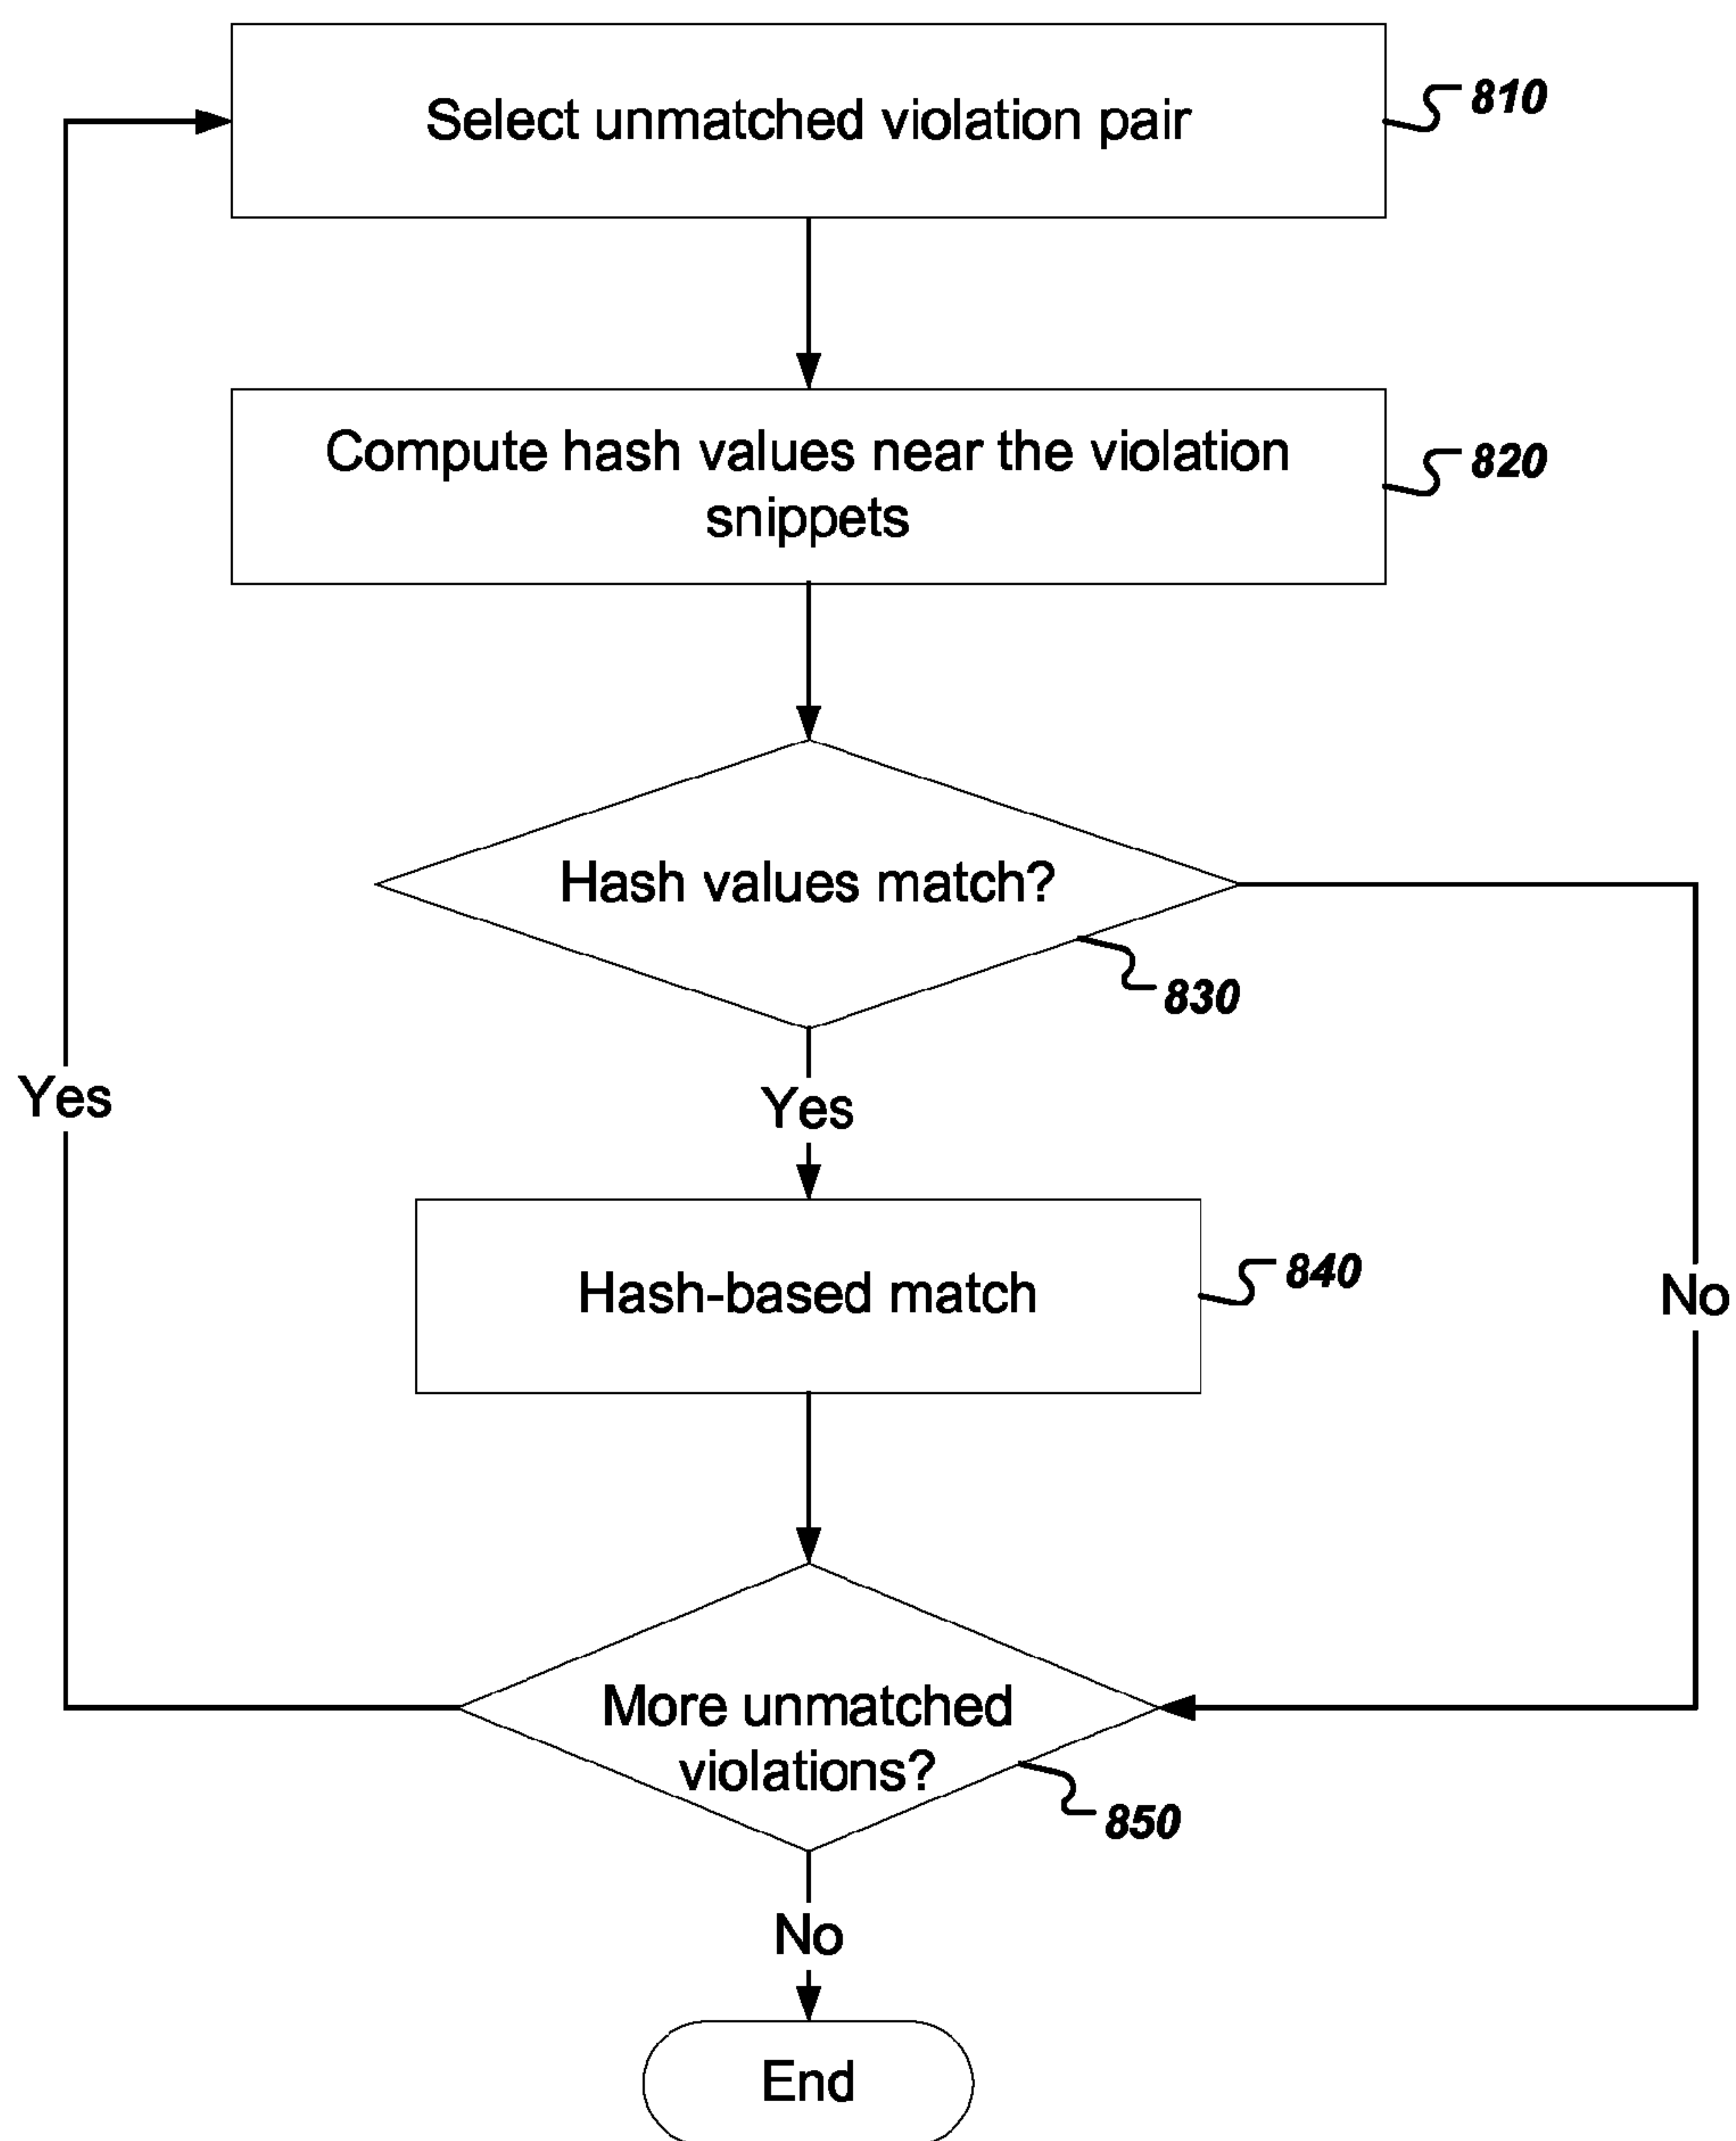 Select unmatched violation pair
810
Compute hash values near the violation
snippets
820
Hash values match?
830
Yes
Yes
Hash-based match
840
No
More unmatched
violations?
850
No
End